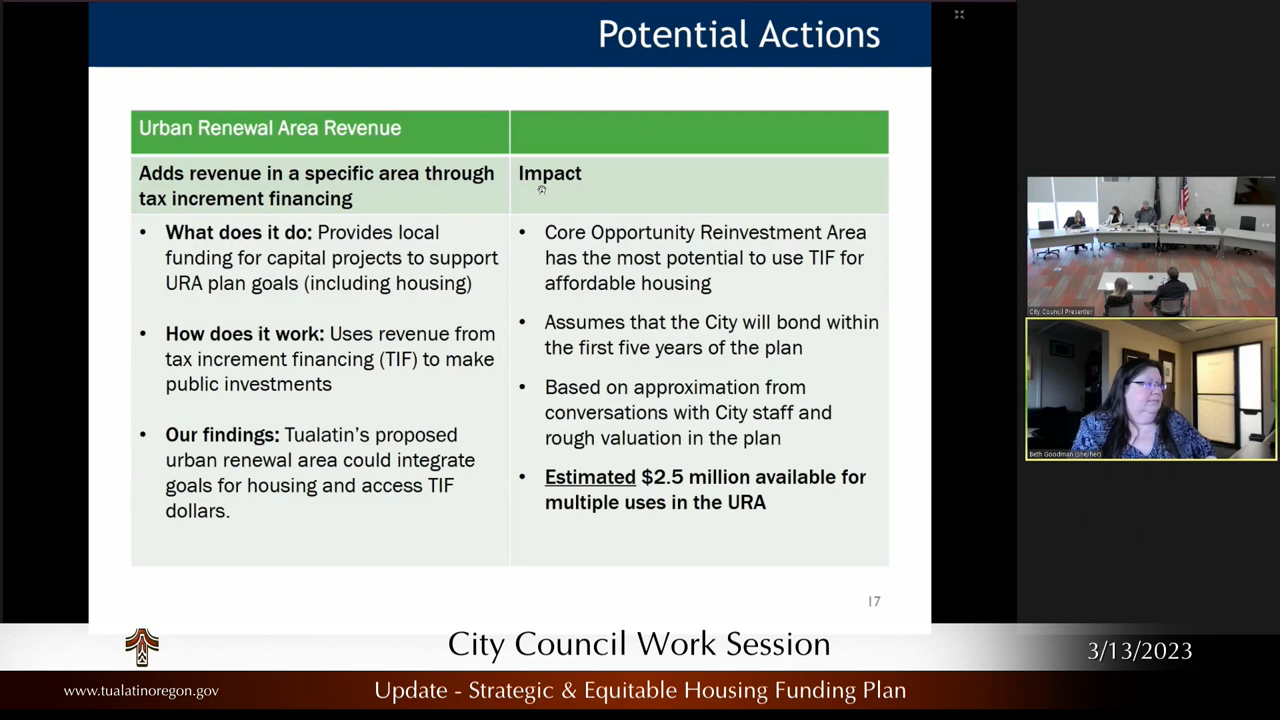 Potential Actions
Urban Renewal Area Revenue
Adds revenue in a specific area through
tax increment financing
Impact
• What does it do: Provides local
funding for capital projects to support
URA plan goals (including housing)
• How does it work: Uses revenue from
tax increment financing (TIF) to make
public investments
• Our findings: Tualatin's proposed
urban renewal area could integrate
goals for housing and access TIF
dollars.
• Core Opportunity Reinvestment Area
has the most potential to use TIF for
affordable housing
• Assumes that the City will bond within
the first five years of the plan
• Based on approximation from
conversations with City staff and
rough valuation in the plan
• Estimated $2.5 million available for
multiple uses in the URA
17
City Council Presenter
Beth Goodman (she/her)
City Council Work Session
3/13/2023
www.tualatinoregon.gov
Update - Strategic & Equitable Housing Funding Plan